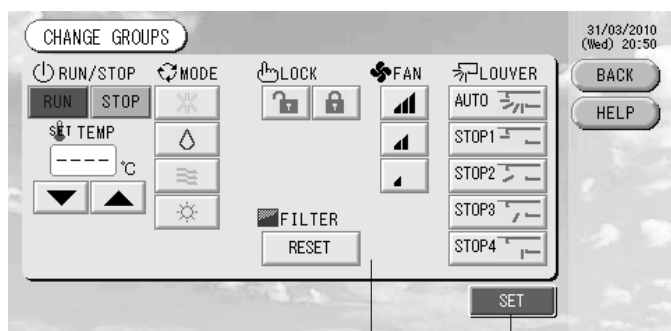 CHANGE GROUPS
31/03/2010
(Wed) 20:50
BACK
HELP
RUN/STOP
MODE
LOCK
FAN
LOUVER
RUN
STOP
AUTO
SET TEMP
STOP1
---- °C
STOP2
STOP3
FILTER
RESET
STOP4
SET